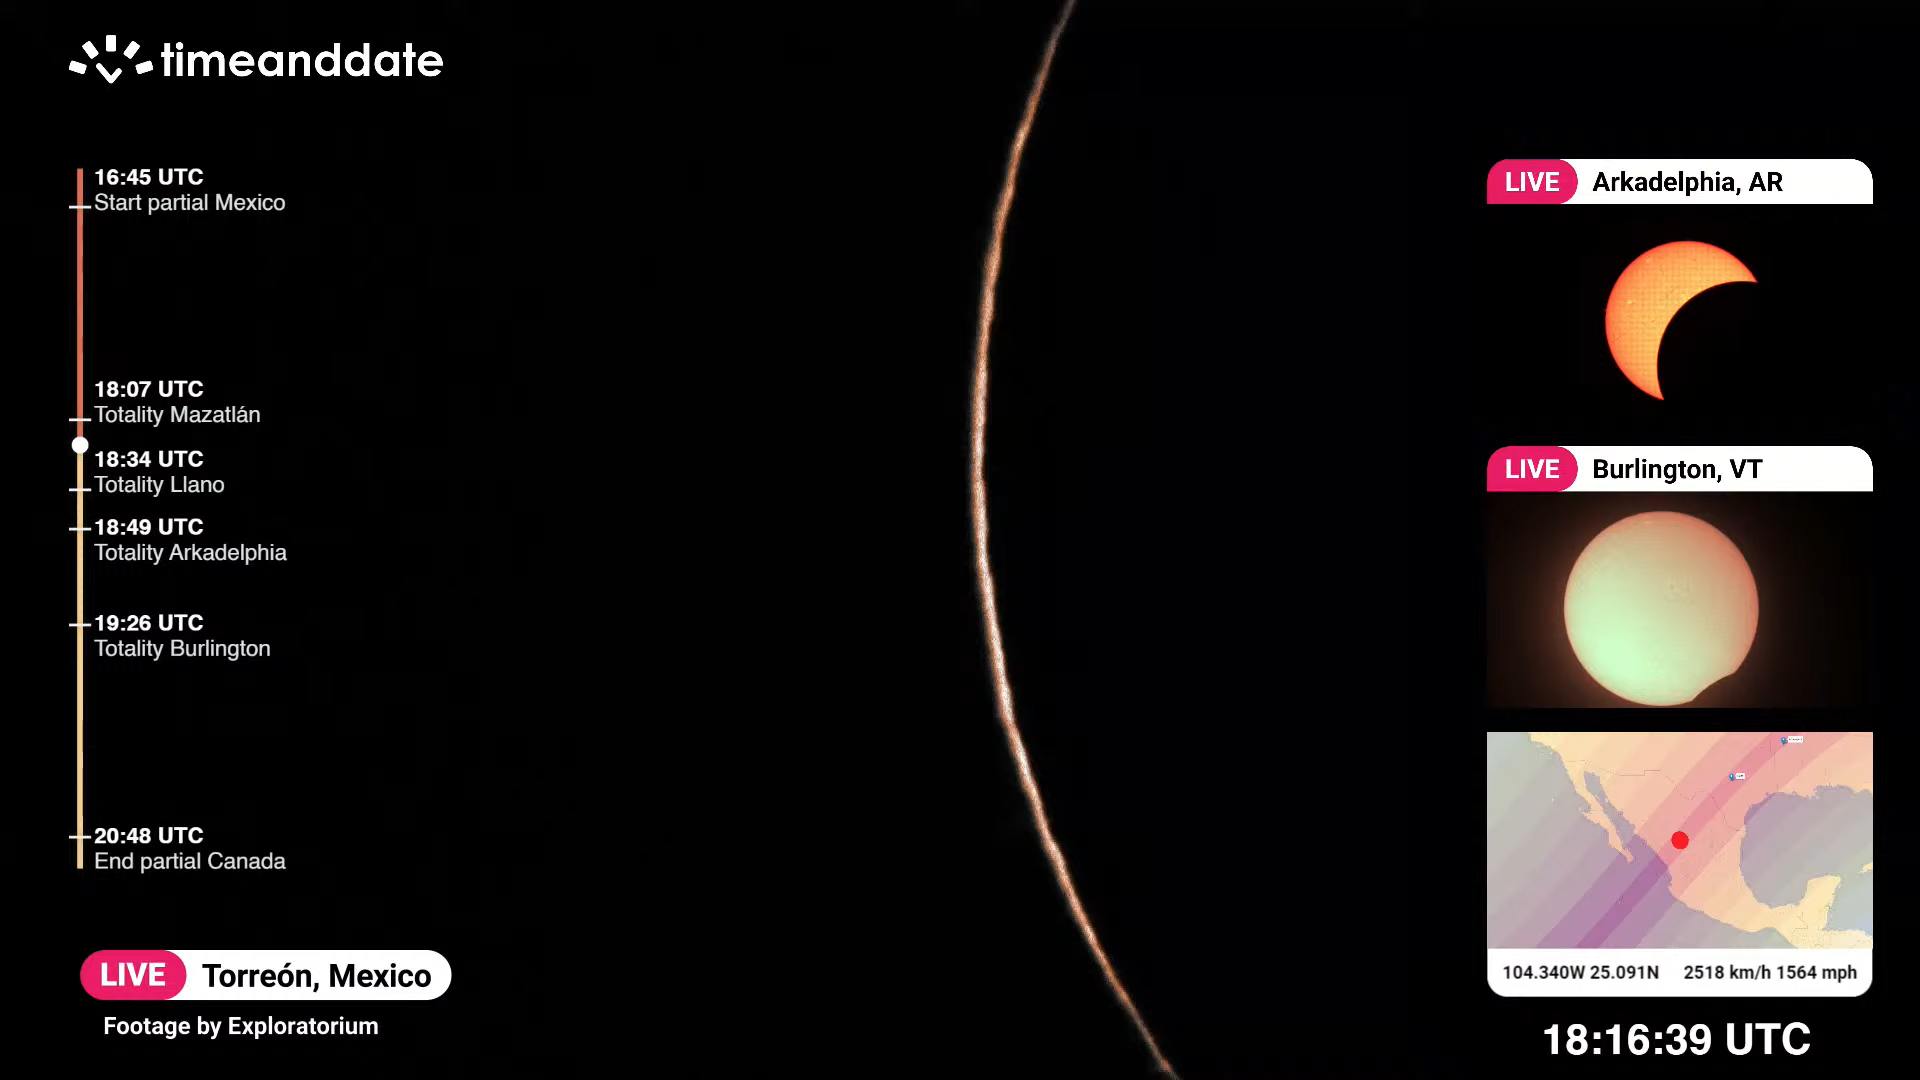 timeanddate
16:45 UTC
Start partial Mexico
18:07 UTC
Totality Mazatlán
18:34 UTC
Totality Llano
18:49 UTC
Totality Arkadelphia
19:26 UTC
Totality Burlington
20:48 UTC
End partial Canada
LIVE Torreón, Mexico
Footage by Exploratorium
LIVE Arkadelphia, AR
LIVE Burlington, VT
104.340W 25.091N 2518 km/h 1564 mph
18:16:39 UTC